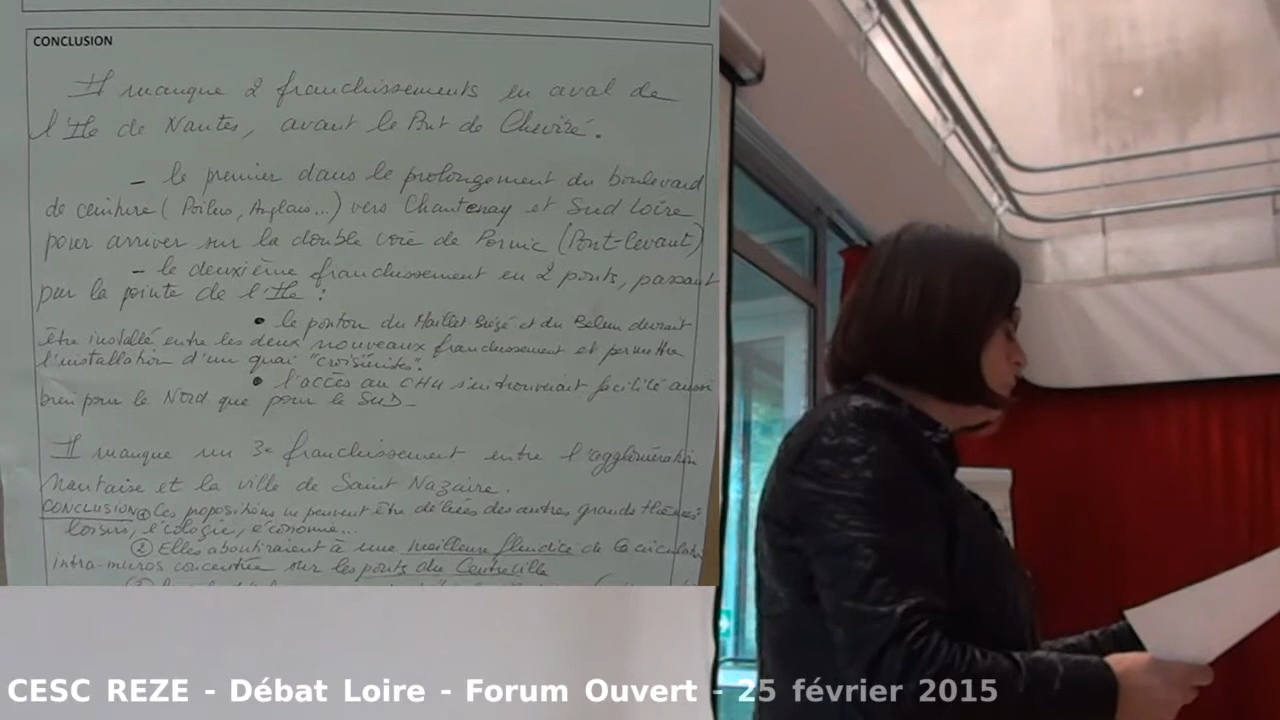 CONCLUSION
Il manque 2 franchissements en aval de
l'Ile de Nantes, avant le Pont de Cheviré.
- le premier dans le prolongement du boulevard
de ceinture (Poilus, Anglais...) vers Chantenay et Sud Loire
pour arriver sur la double voie de Pornic (Pont-levant)
- le deuxième franchissement en 2 ponts, passant
par la pointe de l'Ile :
• le ponton du Maillé-Brézé et du Belem devrait
être installé entre les deux nouveaux franchissement et permettre
l'installation d'un quai "croisiéristes".
• l'accès au CHU s'en trouverait facilité aussi
bien pour le Nord que pour le Sud -
Il manque un 3e franchissement entre l'agglomération
Nantaise et la ville de Saint Nazaire.
CONCLUSION ① Ces propositions ne peuvent être déliées des autres grands thèmes:
loisirs, écologie, économie...
② Elles aboutiraient à une meilleure fluidité de la circulation
intra-muros concentrée sur les ponts du Centre ville
CESC REZE - Débat Loire - Forum Ouvert - 25 février 2015